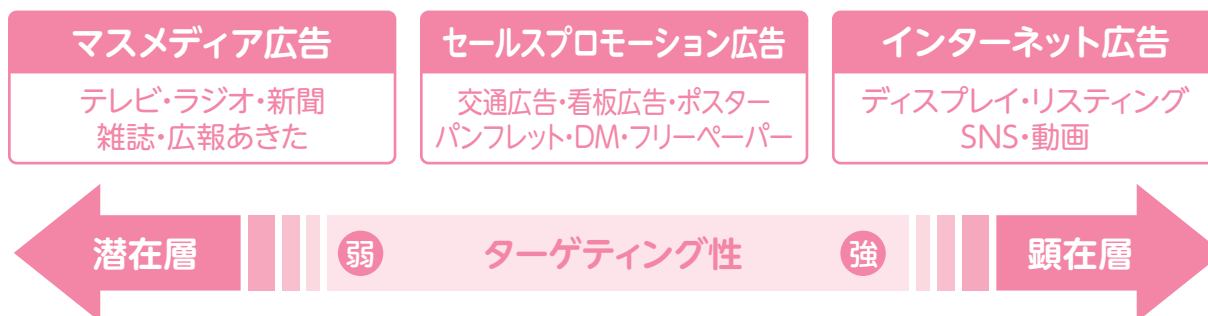 マスメディア広告
テレビ・ラジオ・新聞
雑誌・広報あきた
セールスプロモーション広告
交通広告・看板広告・ポスター
パンフレット・DM・フリーペーパー
インターネット広告
ディスプレイ・リスティング
SNS・動画
潜在層 弱 ターゲティング性 強 顕在層